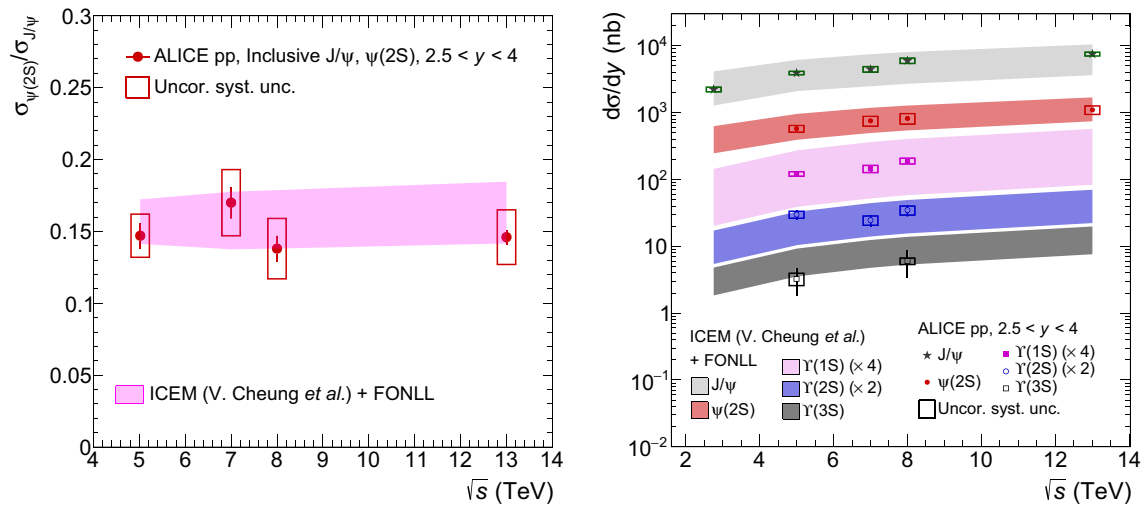 σψ(2S)/σJ/ψ
0.3
0.25
0.2
0.15
0.1
0.05
0
ALICE pp, Inclusive J/ψ, ψ(2S), 2.5 < y < 4
Uncor. syst. unc.
ICEM (V. Cheung et al.) + FONLL
4 5 6 7 8 9 10 11 12 13 14
√s (TeV)
dσ/dy (nb)
10⁴
10³
10²
10
1
10⁻¹
10⁻²
ICEM (V. Cheung et al.)
+ FONLL
J/ψ
ψ(2S)
ϒ(1S) (× 4)
ϒ(2S) (× 2)
ϒ(3S)
ALICE pp, 2.5 < y < 4
J/ψ
ψ(2S)
ϒ(1S) (× 4)
ϒ(2S) (× 2)
ϒ(3S)
Uncor. syst. unc.
2 4 6 8 10 12 14
√s (TeV)